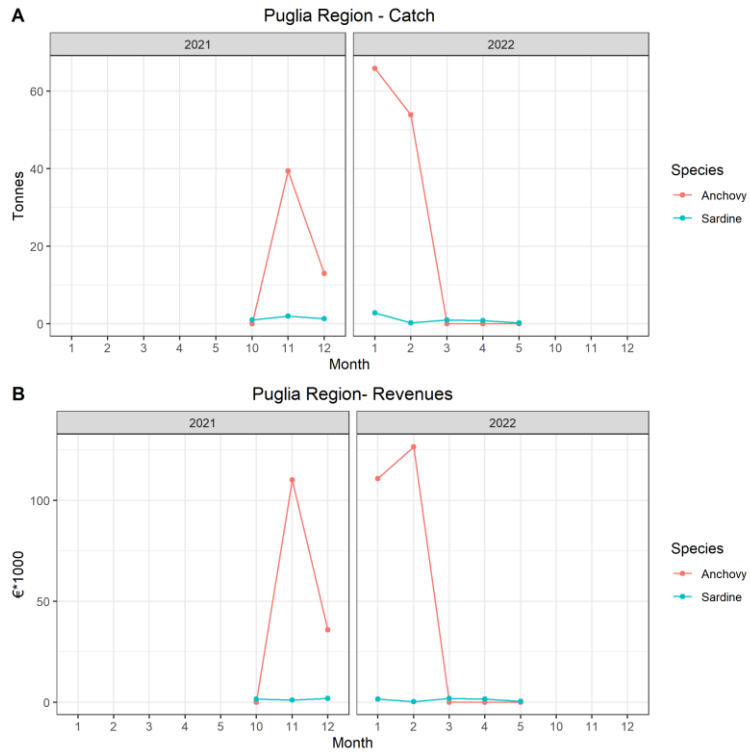 A
Puglia Region - Catch
2021
2022
60
40
20
0
Tonnes
1 2 3 4 5 10 11 12
1 2 3 4 5 10 11 12
Month
Species
Anchovy
Sardine
B
Puglia Region- Revenues
2021
2022
100
50
0
€*1000
1 2 3 4 5 10 11 12
1 2 3 4 5 10 11 12
Month
Species
Anchovy
Sardine